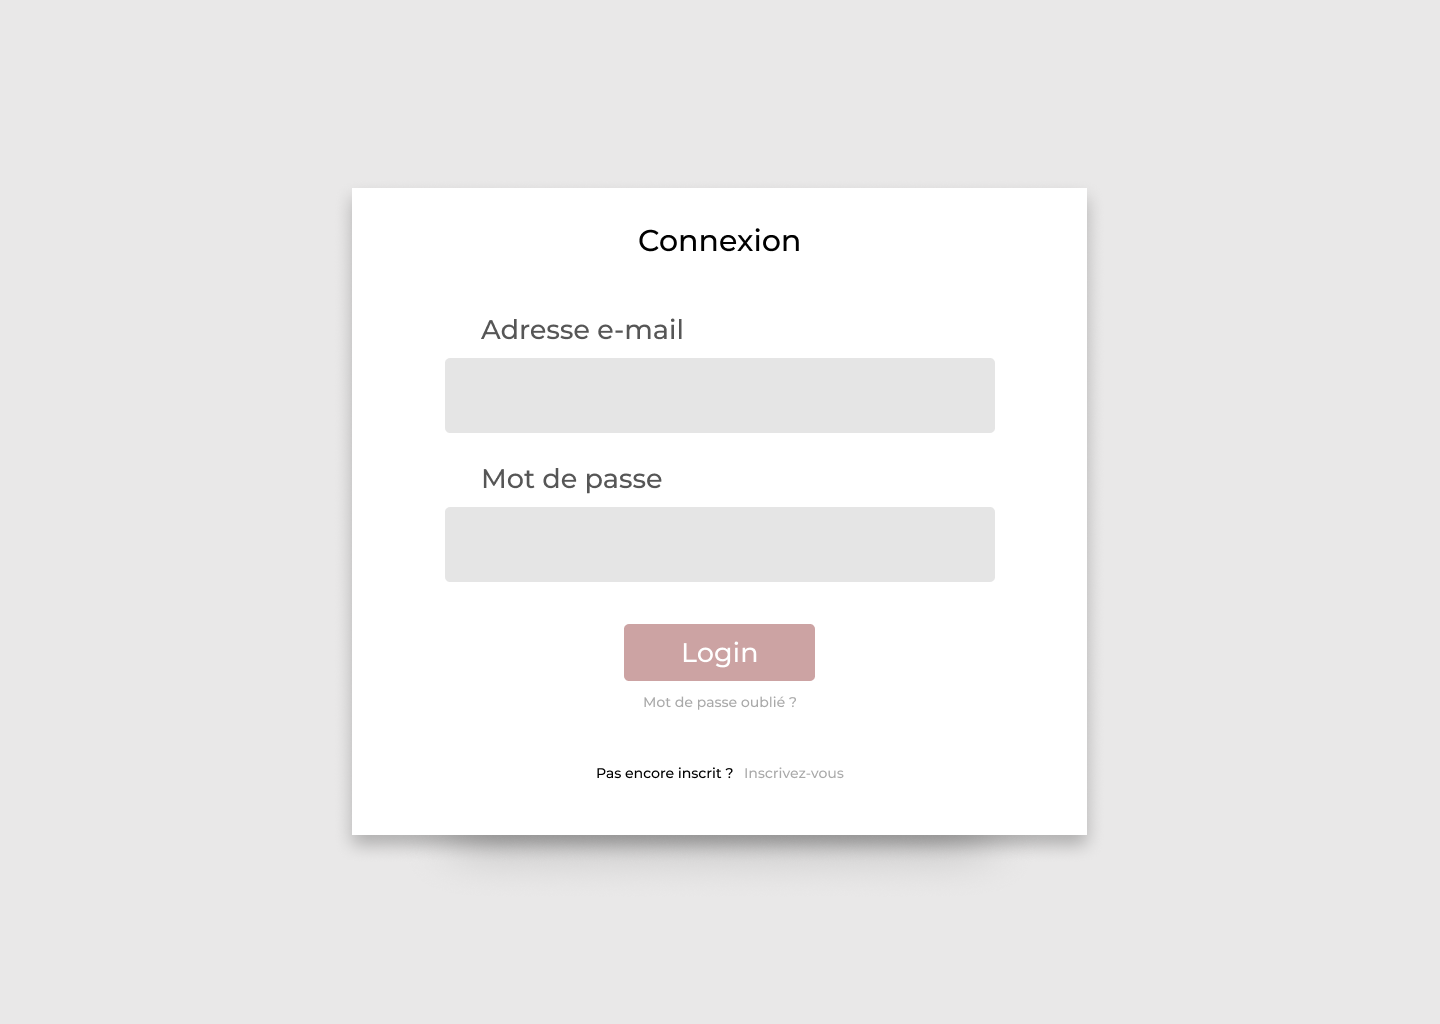 Connexion
Adresse e-mail
Mot de passe
Login
Mot de passe oublié ?
Pas encore inscrit ? Inscrivez-vous